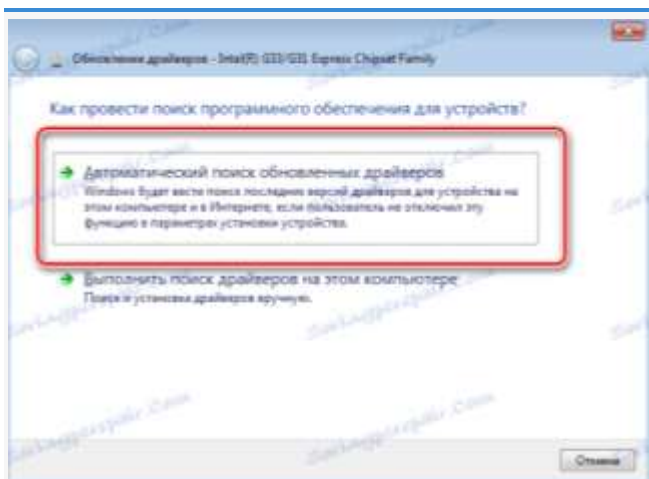 Обновление драйверов - Intel(R) G33/G31 Express Chipset Family
Как провести поиск программного обеспечения для устройств?
Автоматический поиск обновленных драйверов
Windows будет вести поиск последних версий драйверов для устройства на
этом компьютере и в Интернете, если пользователь не отключил эту
функцию в параметрах установки устройства.
Выполнить поиск драйверов на этом компьютере
Поиск и установка драйверов вручную.
Отмена